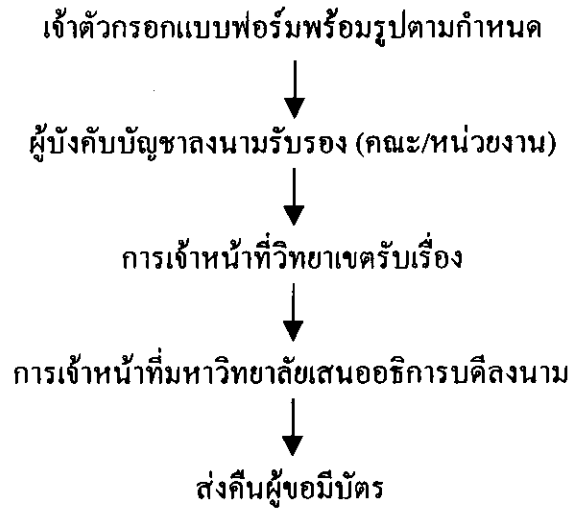 เจ้าตัวกรอกแบบฟอร์มพร้อมรูปตามกำหนด
ผู้บังคับบัญชาลงนามรับรอง (คณะ/หน่วยงาน)
การเจ้าหน้าที่วิทยาเขตรับเรื่อง
การเจ้าหน้าที่มหาวิทยาลัยเสนออธิการบดีลงนาม
ส่งคืนผู้ขอมีบัตร